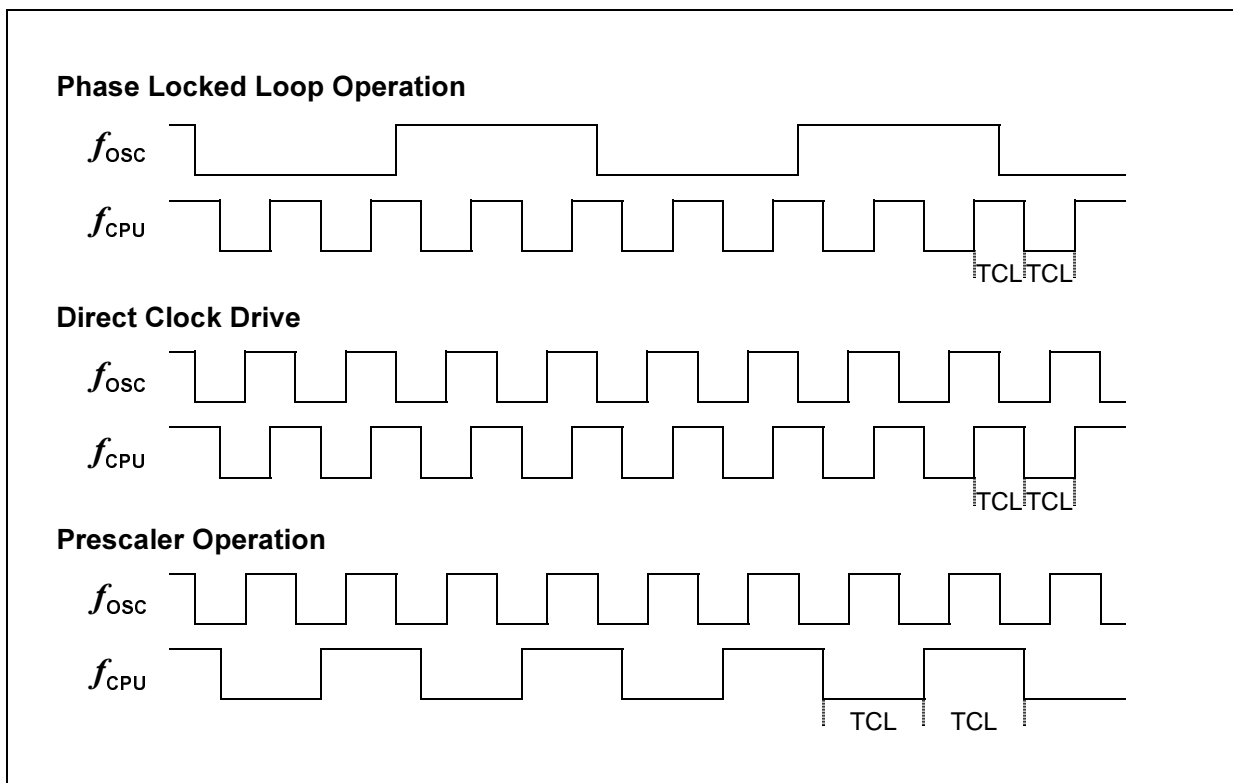 Phase Locked Loop Operation
fOSC
fCPU
TCL TCL
Direct Clock Drive
fOSC
fCPU
TCL TCL
Prescaler Operation
fOSC
fCPU
TCL TCL